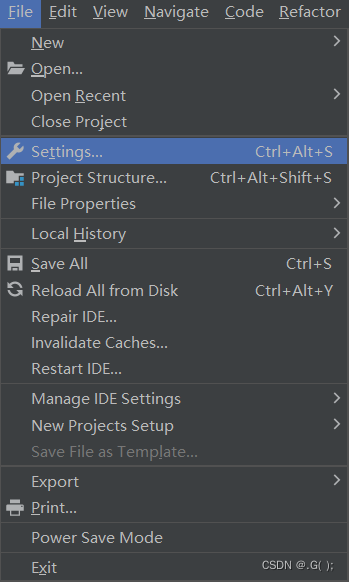 File Edit View Navigate Code Refactor
New
Open...
Open Recent
Close Project
Settings... Ctrl+Alt+S
Project Structure... Ctrl+Alt+Shift+S
File Properties
Local History
Save All Ctrl+S
Reload All from Disk Ctrl+Alt+Y
Repair IDE...
Invalidate Caches...
Restart IDE...
Manage IDE Settings
New Projects Setup
Save File as Template...
Export
Print...
Power Save Mode
Exit CSDN @.G( );